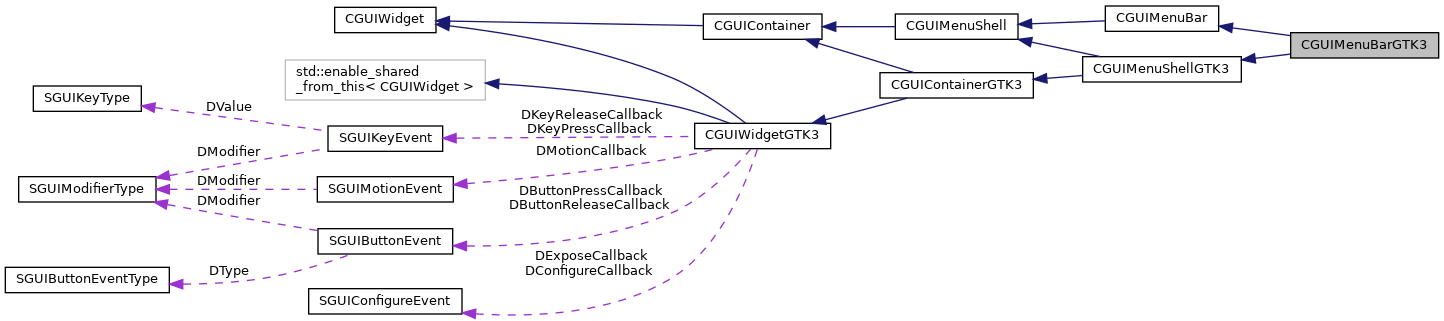 CGUIWidget
CGUIContainer
CGUIMenuShell
CGUIMenuBar
CGUIMenuBarGTK3
std::enable_shared
_from_this< CGUIWidget >
CGUIContainerGTK3
CGUIMenuShellGTK3
SGUIKeyType
DValue
SGUIKeyEvent
DKeyReleaseCallback
DKeyPressCallback
CGUIWidgetGTK3
DModifier
DMotionCallback
SGUIModifierType
DModifier
SGUIMotionEvent
DModifier
DButtonPressCallback
DButtonReleaseCallback
SGUIButtonEvent
SGUIButtonEventType
DType
DExposeCallback
DConfigureCallback
SGUIConfigureEvent